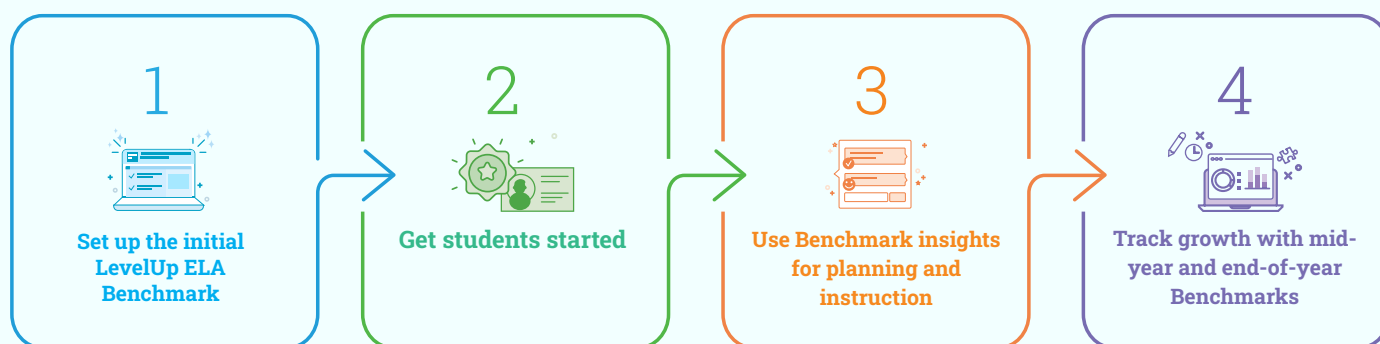 1
Set up the initial
LevelUp ELA
Benchmark
2
Get students started
3
Use Benchmark insights
for planning and
instruction
4
Track growth with mid-
year and end-of-year
Benchmarks